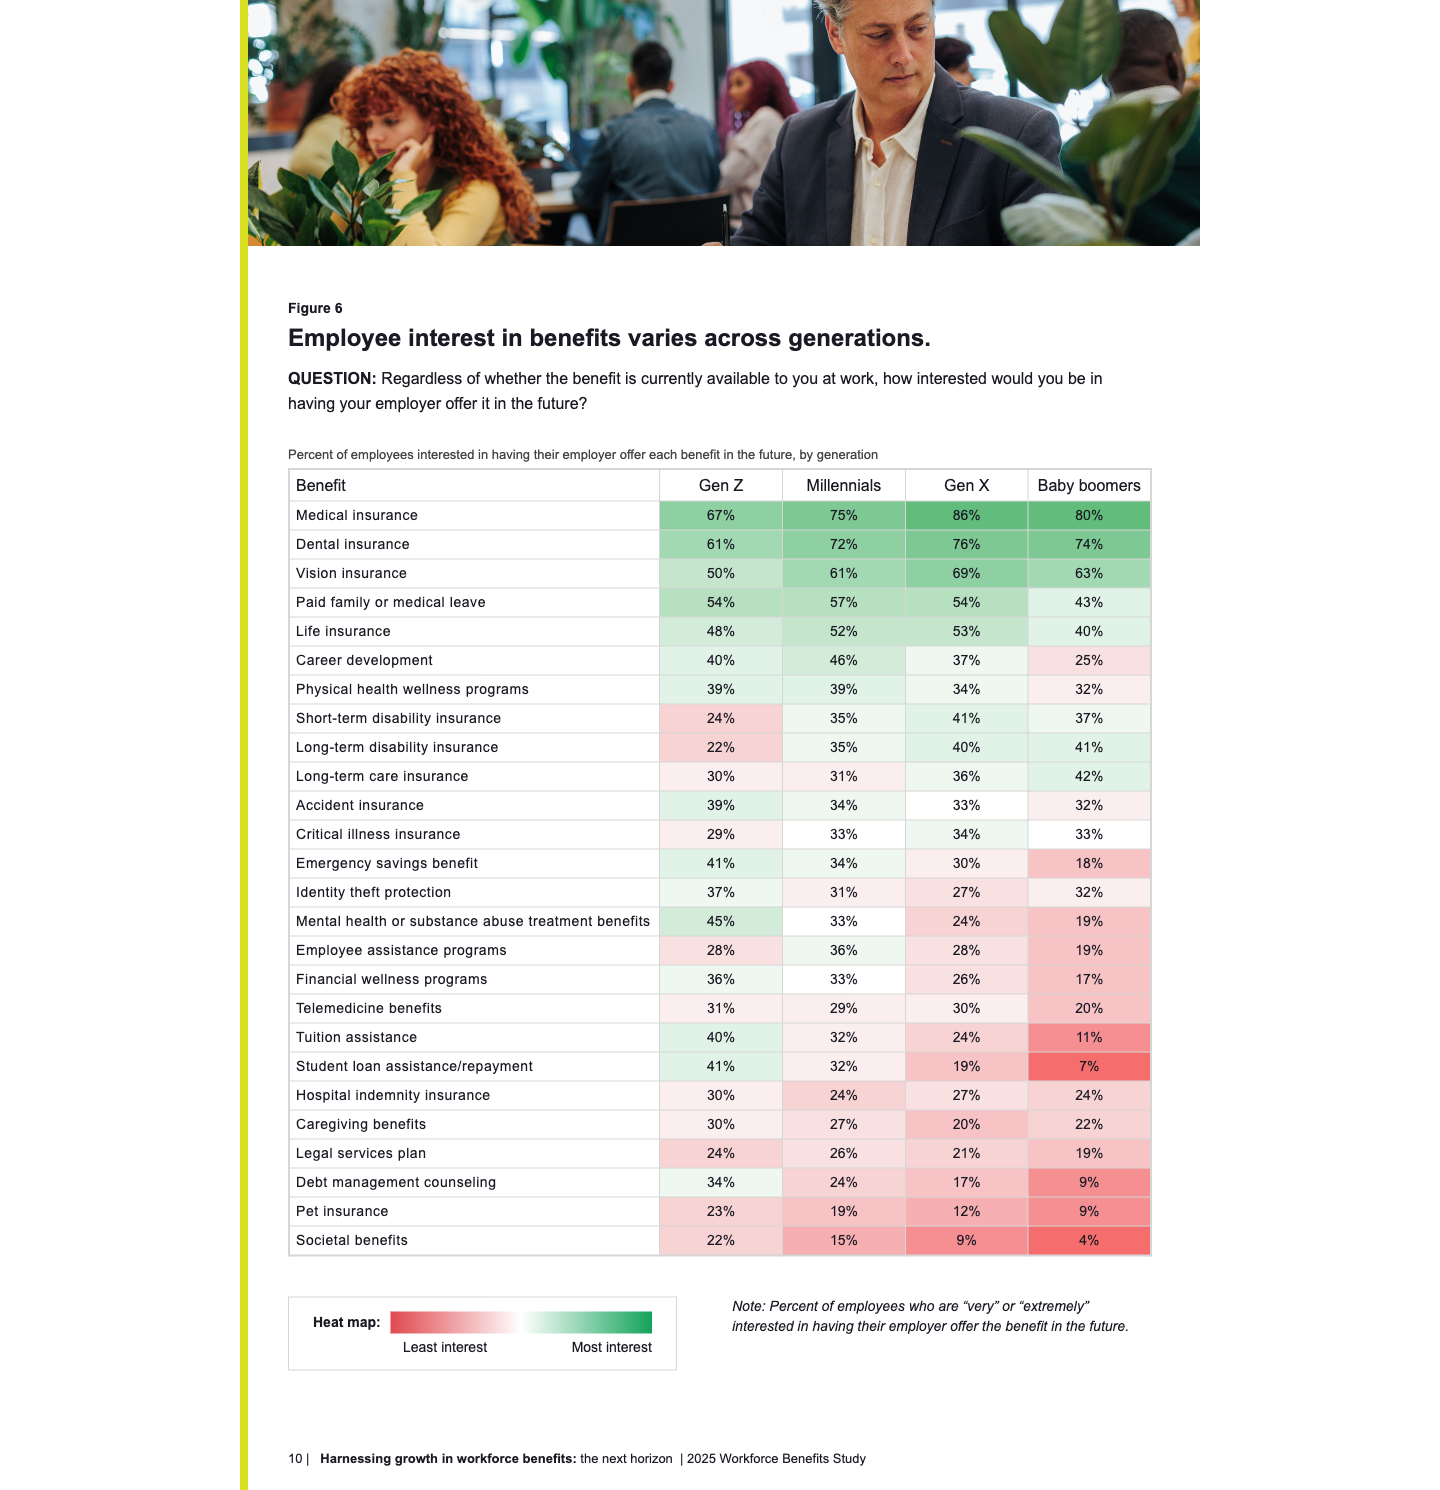 Figure 6
Employee interest in benefits varies across generations.
QUESTION: Regardless of whether the benefit is currently available to you at work, how interested would you be in
having your employer offer it in the future?
Percent of employees interested in having their employer offer each benefit in the future, by generation
Benefit Gen Z Millennials Gen X Baby boomers
Medical insurance 67% 75% 86% 80%
Dental insurance 61% 72% 76% 74%
Vision insurance 50% 61% 69% 63%
Paid family or medical leave 54% 57% 54% 43%
Life insurance 48% 52% 53% 40%
Career development 40% 46% 37% 25%
Physical health wellness programs 39% 39% 34% 32%
Short-term disability insurance 24% 35% 41% 37%
Long-term disability insurance 22% 35% 40% 41%
Long-term care insurance 30% 31% 36% 42%
Accident insurance 39% 34% 33% 32%
Critical illness insurance 29% 33% 34% 33%
Emergency savings benefit 41% 34% 30% 18%
Identity theft protection 37% 31% 27% 32%
Mental health or substance abuse treatment benefits 45% 33% 24% 19%
Employee assistance programs 28% 36% 28% 19%
Financial wellness programs 36% 33% 26% 17%
Telemedicine benefits 31% 29% 30% 20%
Tuition assistance 40% 32% 24% 11%
Student loan assistance/repayment 41% 32% 19% 7%
Hospital indemnity insurance 30% 24% 27% 24%
Caregiving benefits 30% 27% 20% 22%
Legal services plan 24% 26% 21% 19%
Debt management counseling 34% 24% 17% 9%
Pet insurance 23% 19% 12% 9%
Societal benefits 22% 15% 9% 4%
Heat map:
Least interest Most interest
Note: Percent of employees who are “very” or “extremely”
interested in having their employer offer the benefit in the future.
10 | Harnessing growth in workforce benefits: the next horizon | 2025 Workforce Benefits Study